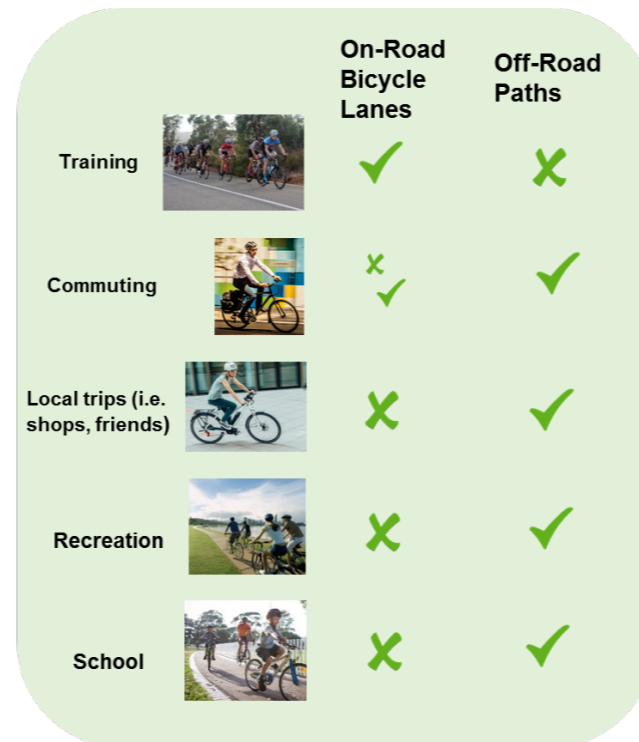 On-Road
Bicycle
Lanes
Off-Road
Paths
Training
Commuting
Local trips (i.e.
shops, friends)
Recreation
School